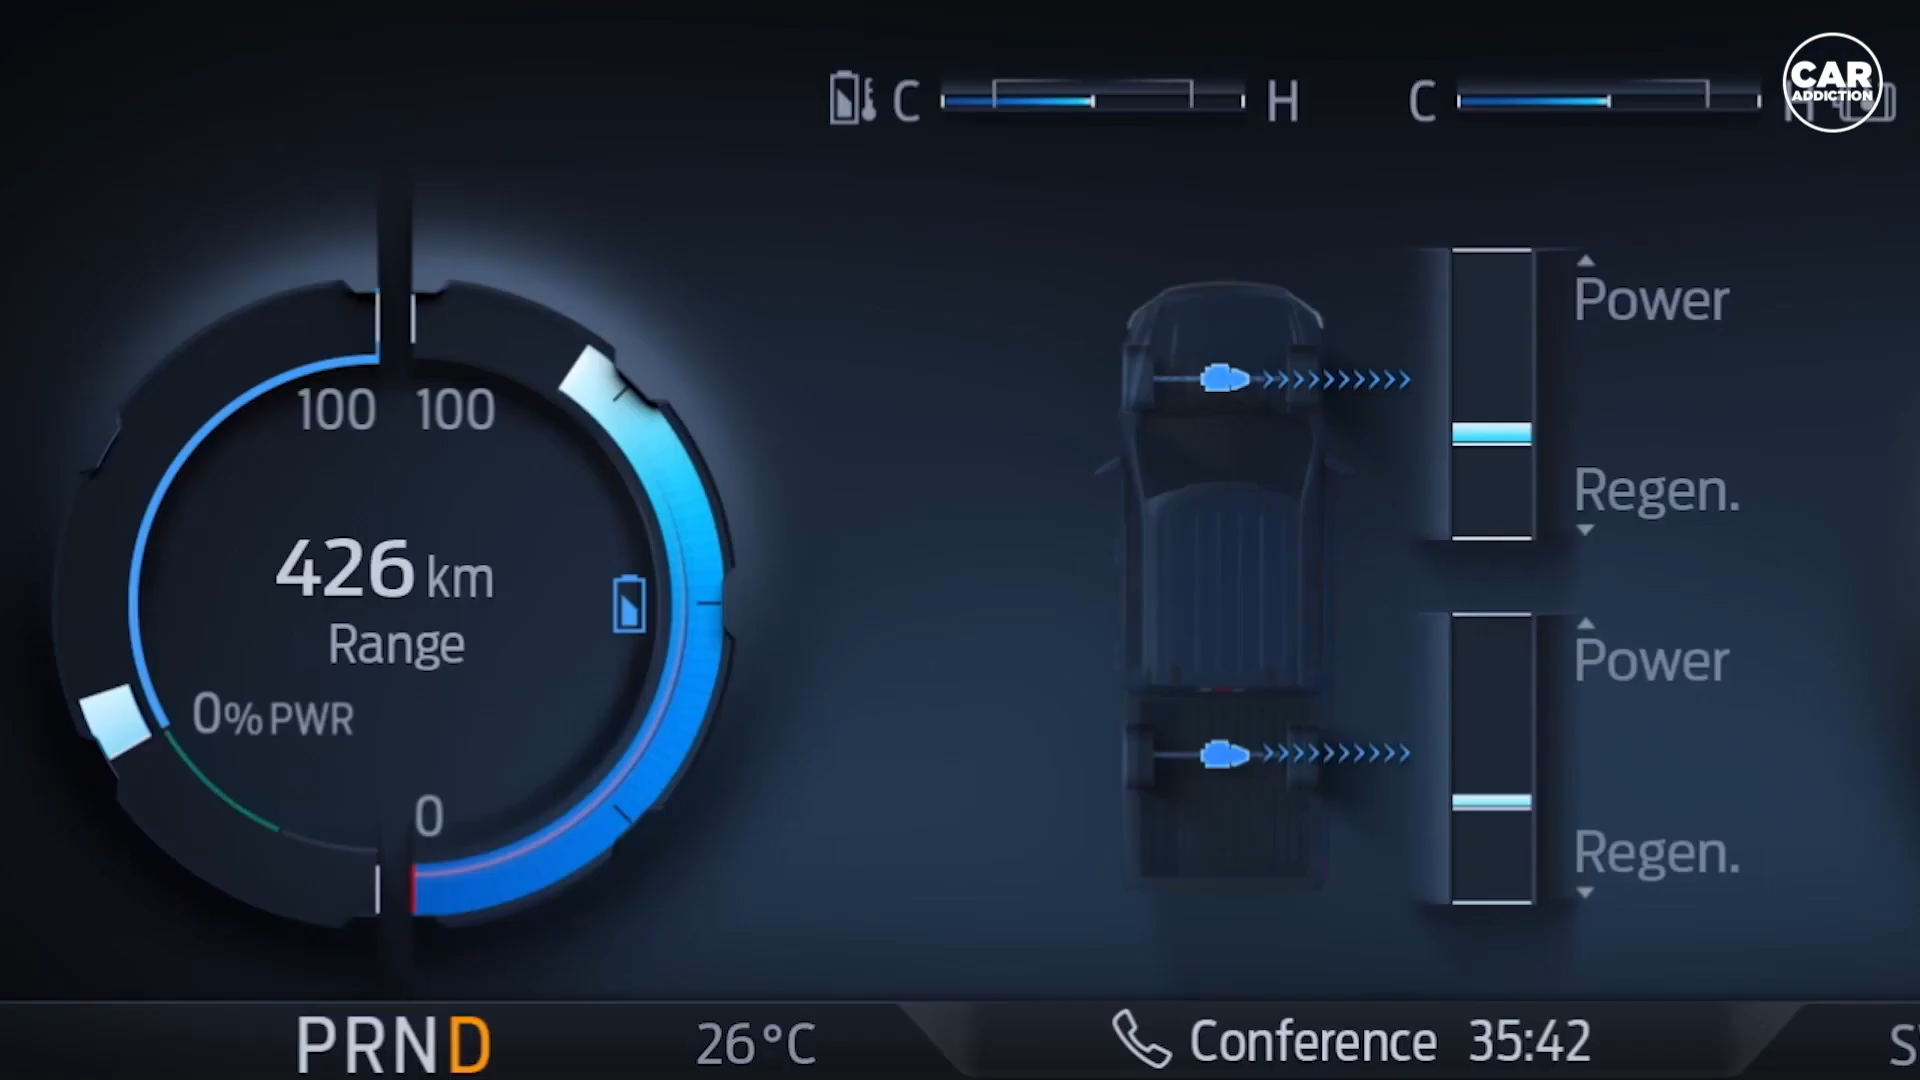 CAR
ADDICTION
C H C H
100 100
Power
426 km
Range
Regen.
0% PWR
Power
0
Regen.
PRND 26°C Conference 35:42